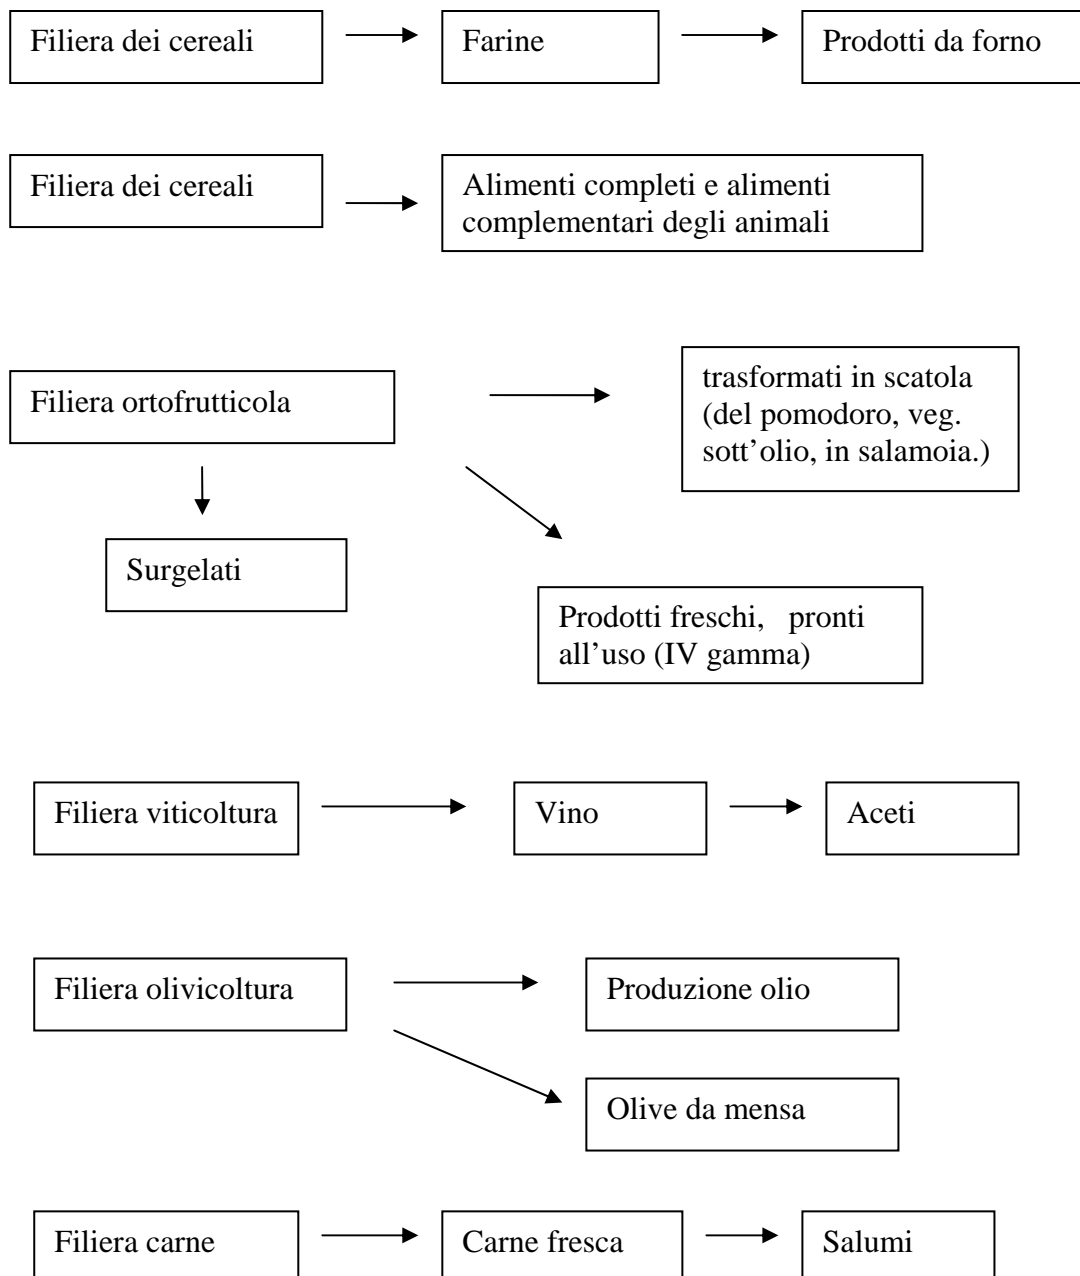 Filiera dei cereali
Farine
Prodotti da forno
Filiera dei cereali
Alimenti completi e alimenti
complementari degli animali
Filiera ortofrutticola
trasformati in scatola
(del pomodoro, veg.
sott’olio, in salamoia.)
Surgelati
Prodotti freschi,   pronti
all’uso (IV gamma)
Filiera viticoltura
Vino
Aceti
Filiera olivicoltura
Produzione olio
Olive da mensa
Filiera carne
Carne fresca
Salumi